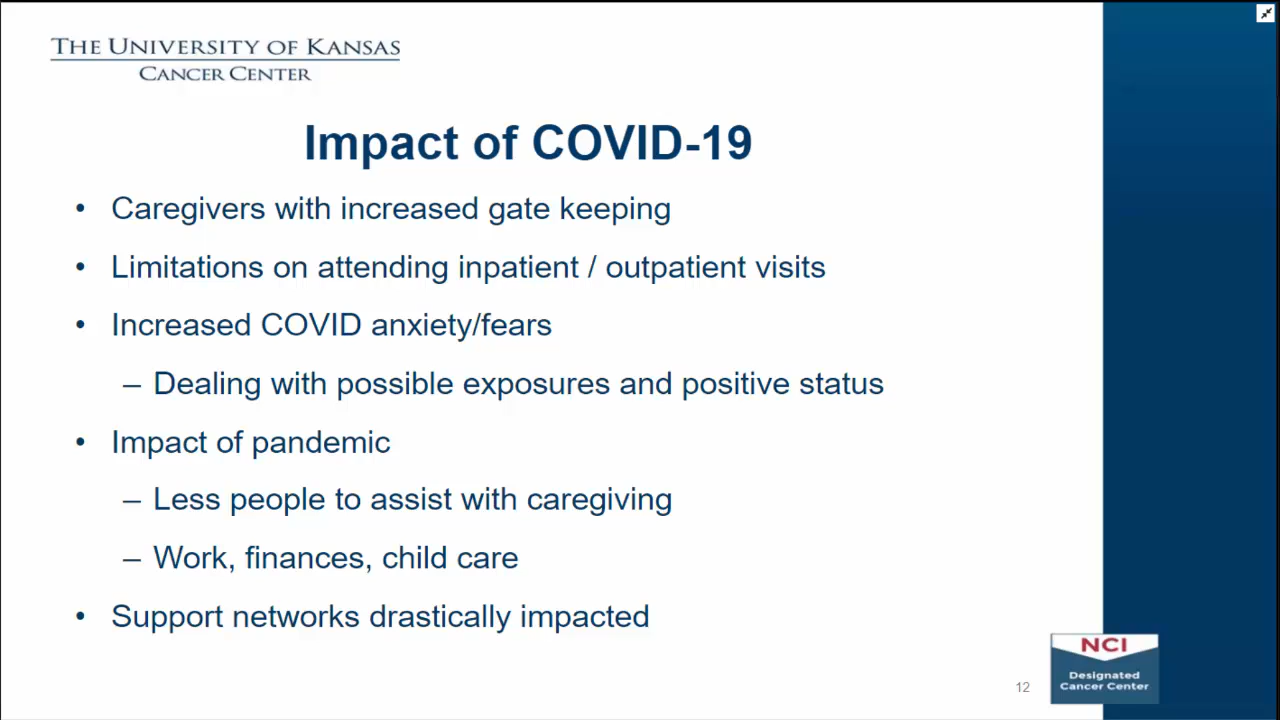 THE UNIVERSITY OF KANSAS
CANCER CENTER
Impact of COVID-19
• Caregivers with increased gate keeping
• Limitations on attending inpatient / outpatient visits
• Increased COVID anxiety/fears
– Dealing with possible exposures and positive status
• Impact of pandemic
– Less people to assist with caregiving
– Work, finances, child care
• Support networks drastically impacted
12
NCI
Designated
Cancer Center